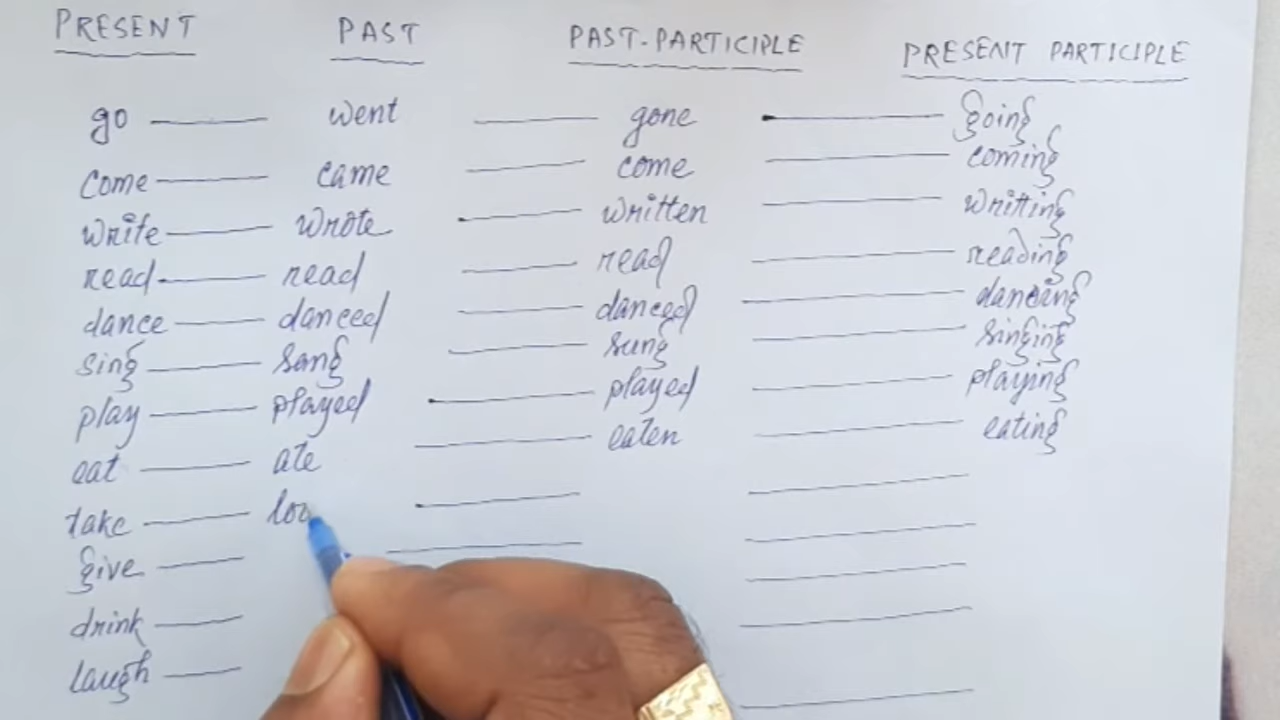 PRESENT PAST PAST-PARTICIPLE PRESENT PARTICIPLE
go went gone going
come came come coming
write wrote written writting
read read read reading
dance danced danced dancing
sing sang sung singing
play played played playing
eat ate eaten eating
take too
give
drink
laugh